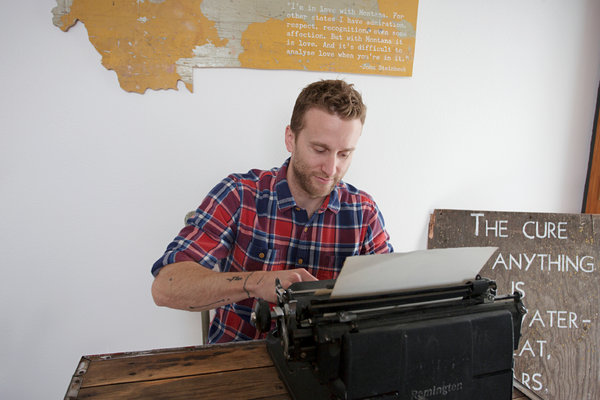 "I'm in love with Montana. For
other states I have admiration,
respect, recognition, even some
affection. But with Montana it
is love. And it's difficult to
analyze love when you're in it."
-John Steinbeck
THE CURE
ANYTHING
IS
WATER-
EAT,
RS.
Remington